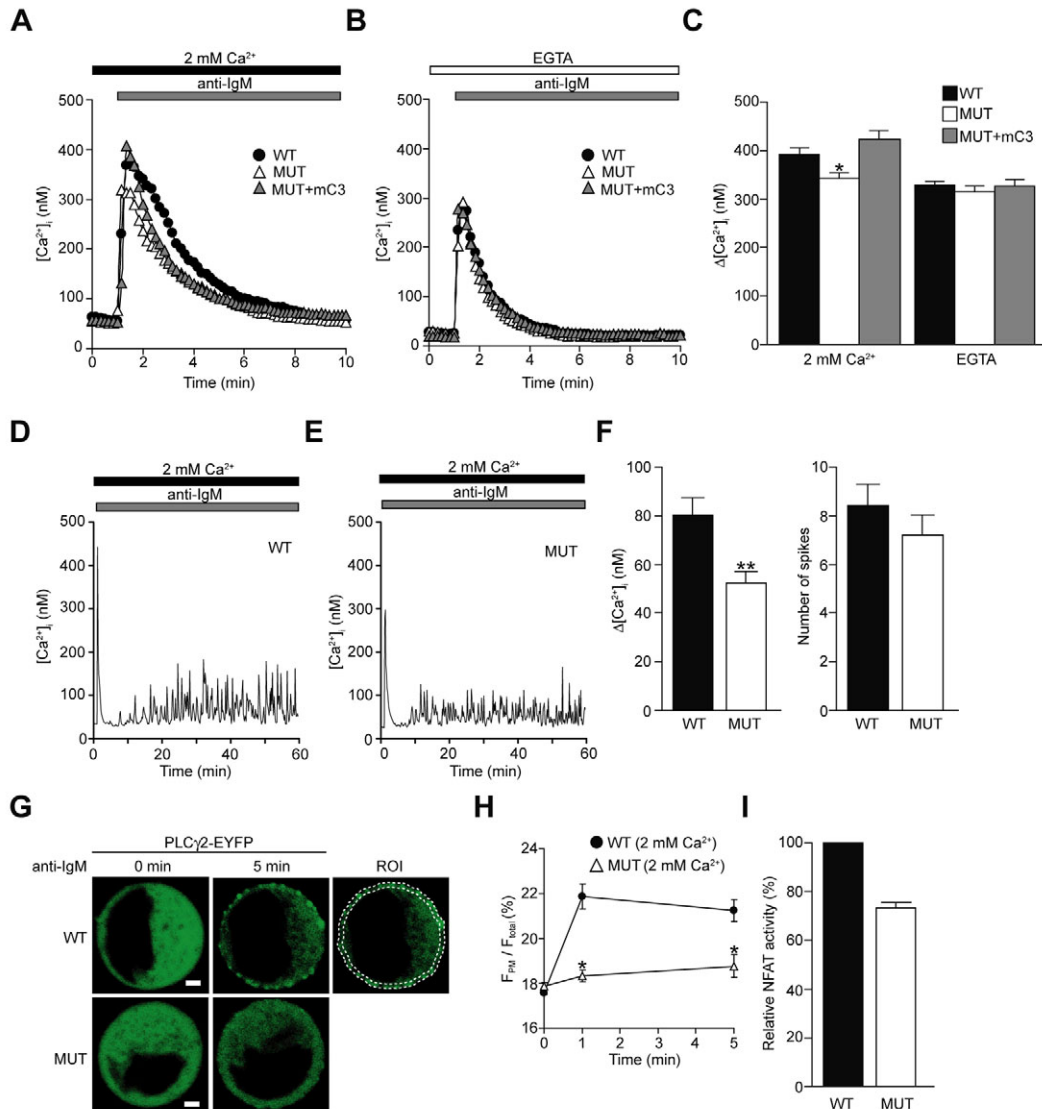 A
2 mM Ca²⁺
anti-IgM
500
400
300
200
100
0
[Ca²⁺]ᵢ (nM)
WT
MUT
MUT+mC3
0 2 4 6 8 10
Time (min)
B
EGTA
anti-IgM
500
400
300
200
100
0
[Ca²⁺]ᵢ (nM)
WT
MUT
MUT+mC3
0 2 4 6 8 10
Time (min)
C
WT
MUT
MUT+mC3
500
400
300
200
100
0
Δ[Ca²⁺]ᵢ (nM)
*
2 mM Ca²⁺ EGTA
D
2 mM Ca²⁺
anti-IgM
500
400
300
200
100
0
[Ca²⁺]ᵢ (nM)
WT
0 20 40 60
Time (min)
E
2 mM Ca²⁺
anti-IgM
500
400
300
200
100
0
[Ca²⁺]ᵢ (nM)
MUT
0 20 40 60
Time (min)
F
100
80
60
40
20
0
Δ[Ca²⁺]ᵢ (nM)
**
WT MUT
10
8
6
4
2
0
Number of spikes
WT MUT
G
PLCγ2-EYFP
anti-IgM 0 min 5 min ROI
WT
MUT
H
WT (2 mM Ca²⁺)
MUT (2 mM Ca²⁺)
24
22
20
18
16
F_PM / F_total (%)
*
*
0 1 2 3 4 5
Time (min)
I
100
80
60
40
20
0
Relative NFAT activity (%)
WT MUT